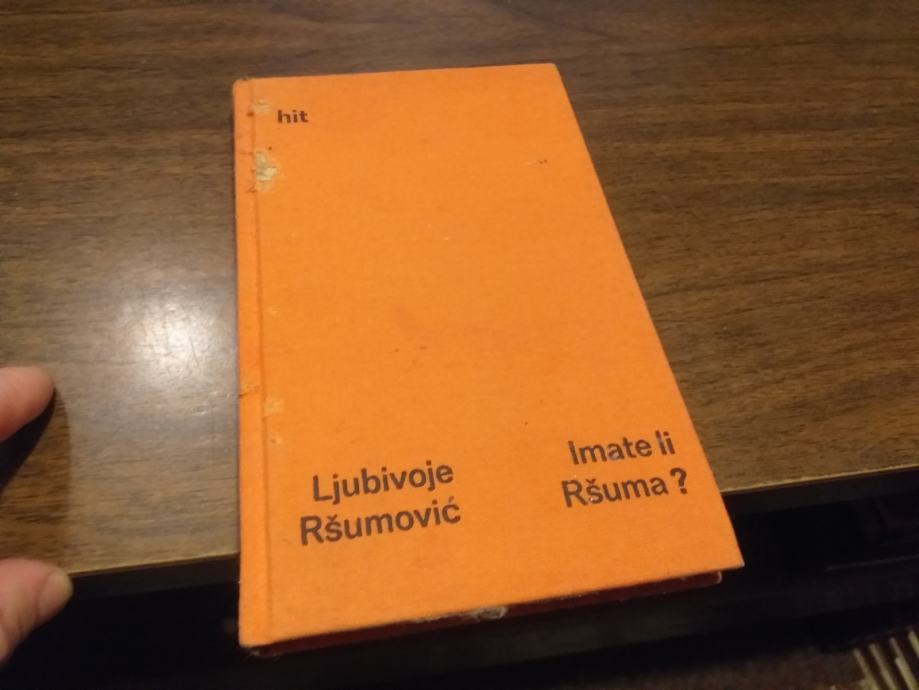 hit
Ljubivoje
Ršumović
Imate li
Ršuma?